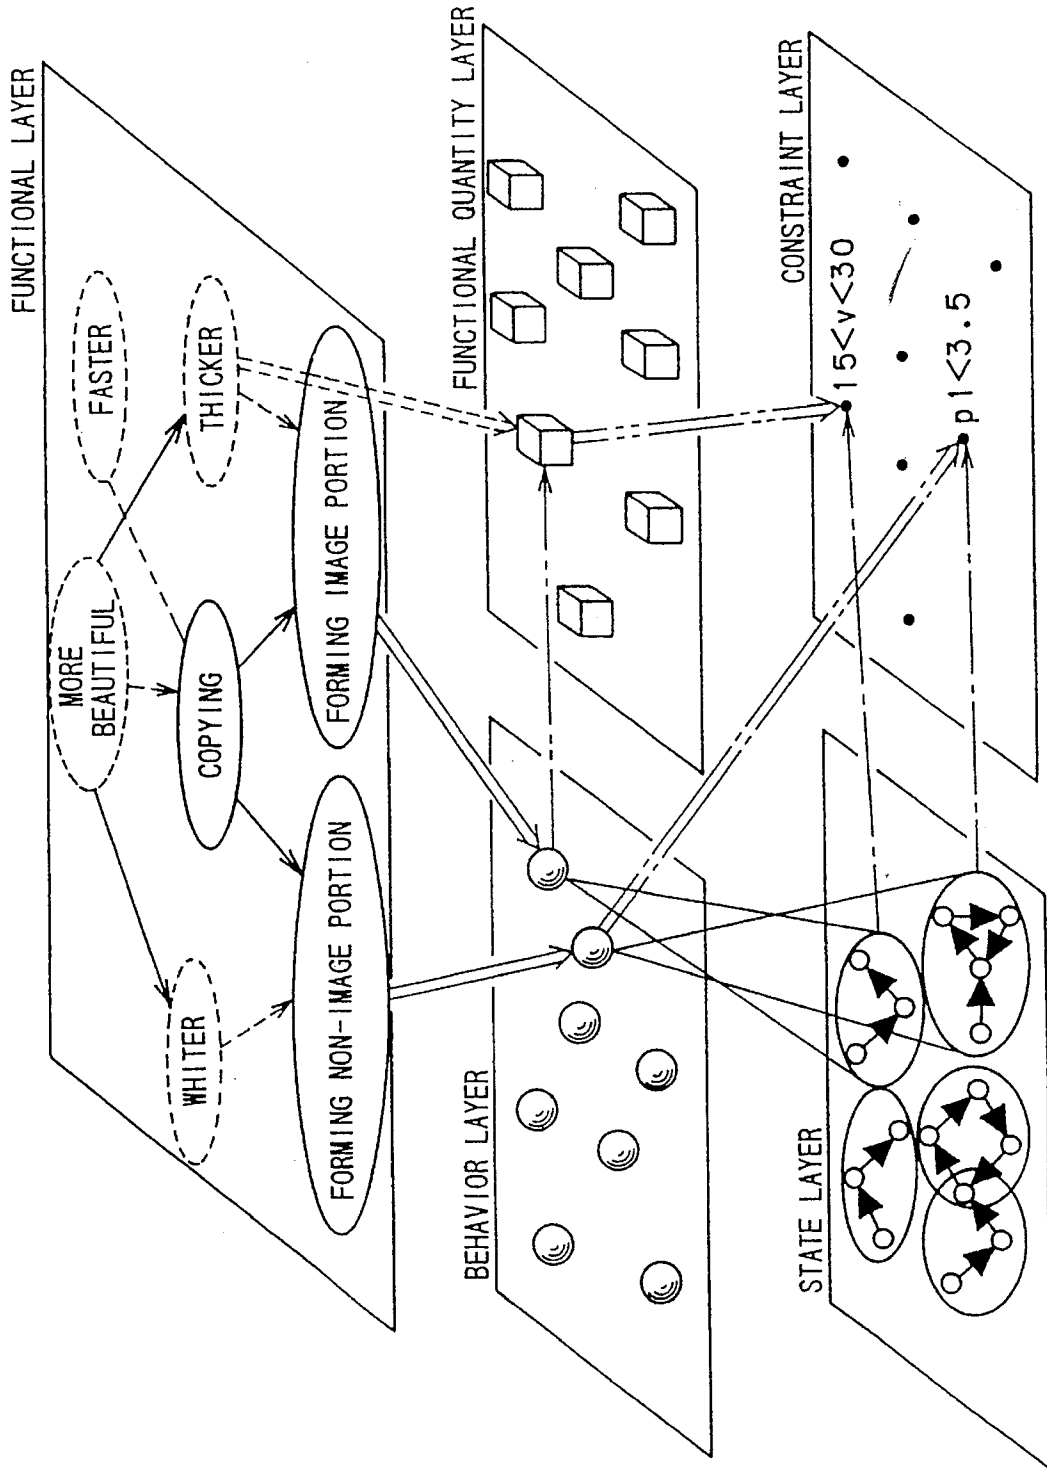 FUNCTIONAL LAYER
MORE
BEAUTIFUL
FASTER
WHITER
COPYING
THICKER
FORMING NON-IMAGE PORTION
FORMING IMAGE PORTION
BEHAVIOR LAYER
FUNCTIONAL QUANTITY LAYER
STATE LAYER
CONSTRAINT LAYER
15<v<30
p1<3.5